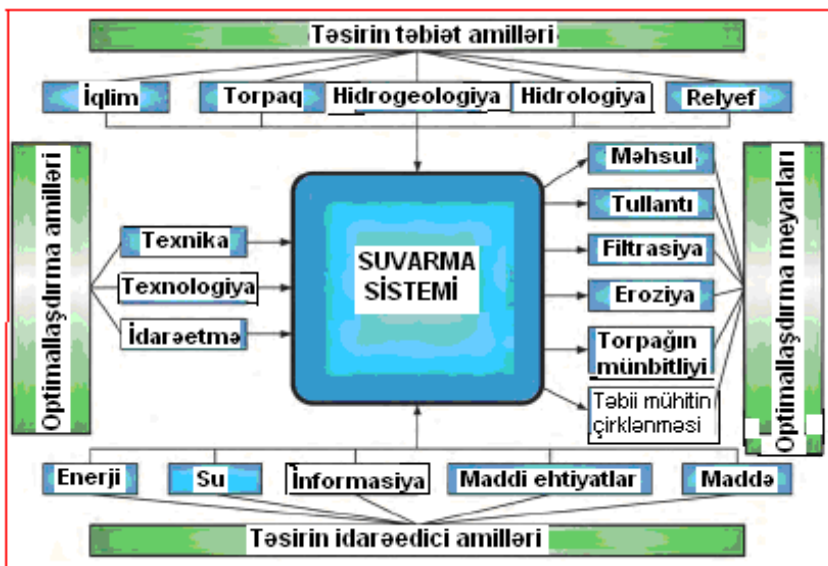 Təsirin təbiət amilləri
İqlim
Torpaq
Hidrogeologiya
Hidrologiya
Relyef
Optimallaşdırma amilləri
Texnika
Texnologiya
İdarəetmə
SUVARMA
SİSTEMİ
Məhsul
Tullantı
Filtrasiya
Eroziya
Torpağın
münbitliyi
Təbii mühitin
çirklənməsi
Optimallaşdırma meyarları
Enerji
Su
İnformasiya
Maddi ehtiyatlar
Maddə
Təsirin idarəedici amilləri